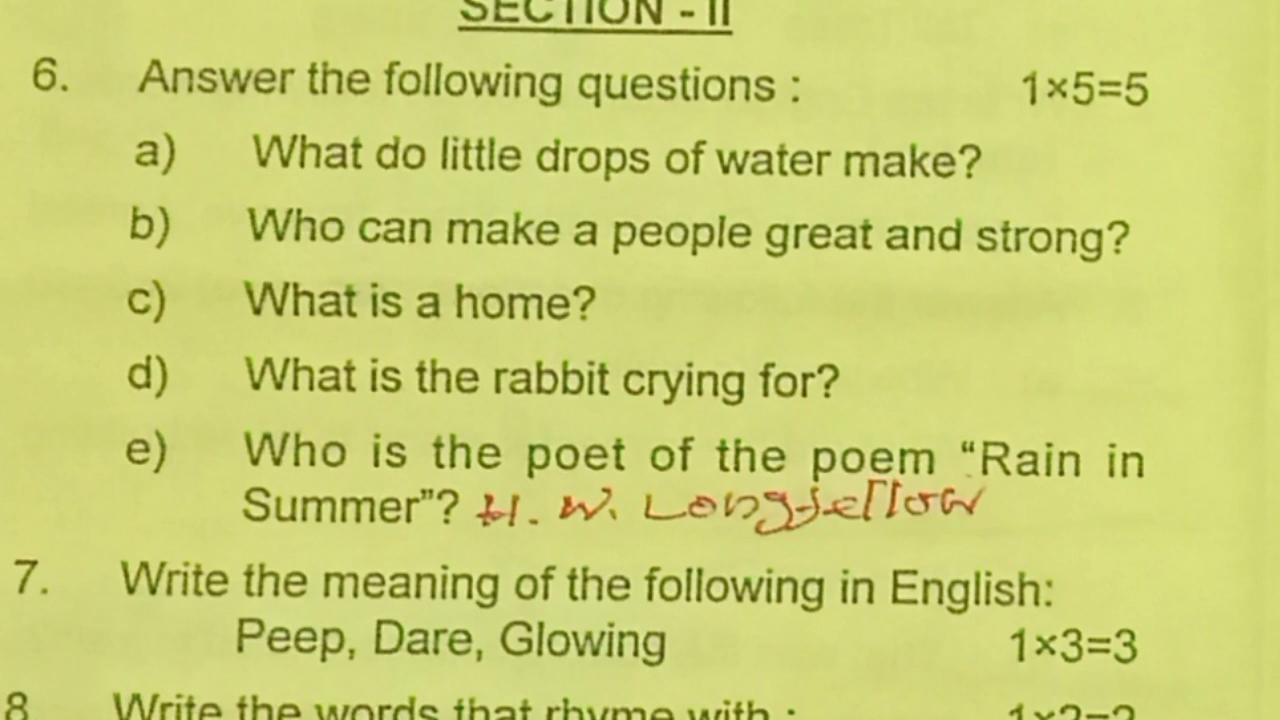 SECTION - II
6. Answer the following questions : 1×5=5
a) What do little drops of water make?
b) Who can make a people great and strong?
c) What is a home?
d) What is the rabbit crying for?
e) Who is the poet of the poem “Rain in
Summer”? H. W. Longfellow
7. Write the meaning of the following in English:
Peep, Dare, Glowing 1×3=3
8 Write the words that rhyme with : 1×2=2